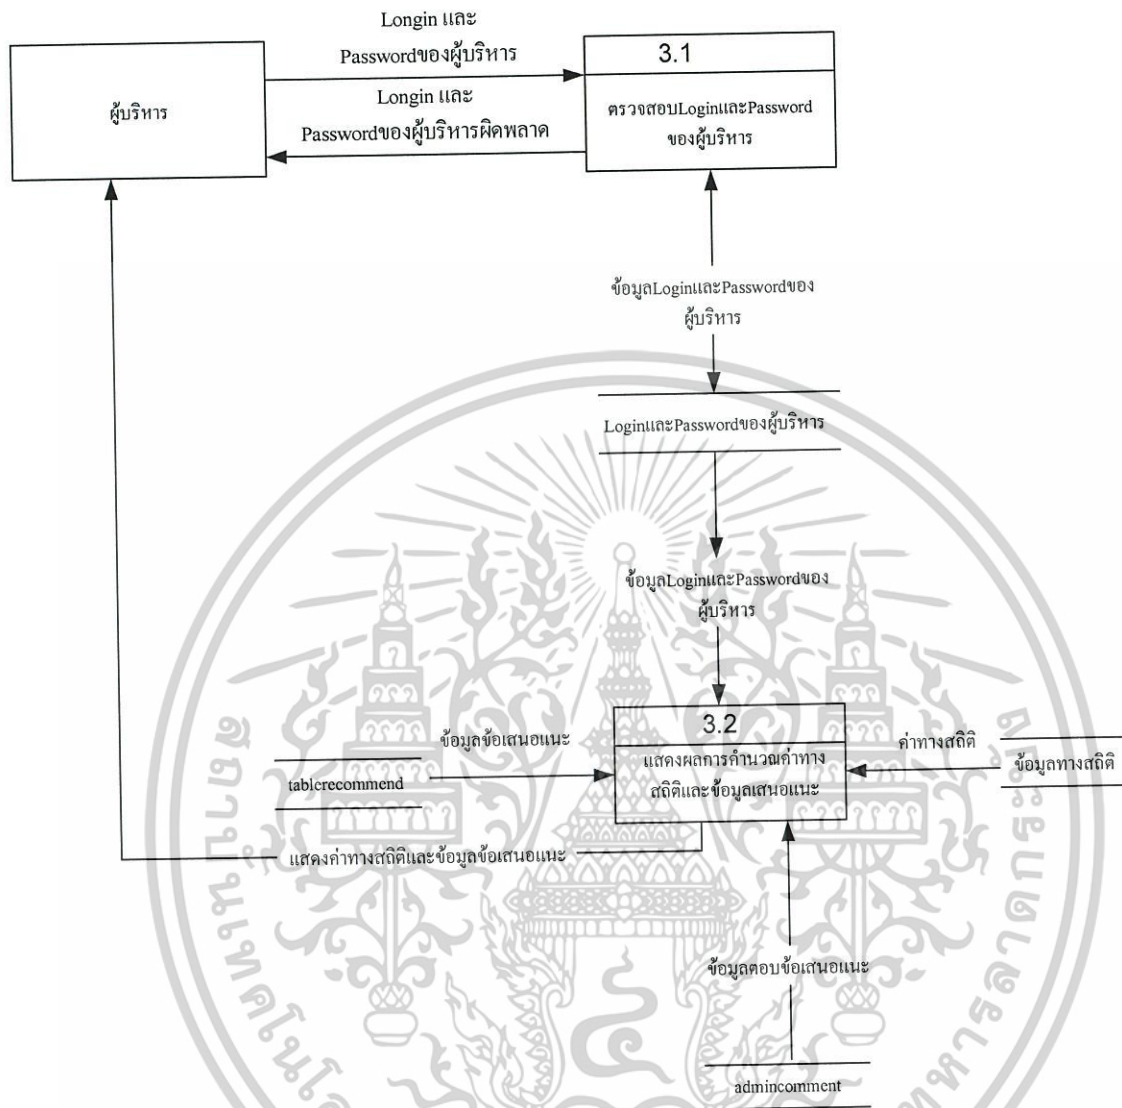 Longin และ
Passwordของผู้บริหาร
3.1
ผู้บริหาร
Longin และ
Passwordของผู้บริหารผิดพลาด
ตรวจสอบLoginและPassword
ของผู้บริหาร
ข้อมูลLoginและPasswordของ
ผู้บริหาร
LoginและPasswordของผู้บริหาร
ข้อมูลLoginและPasswordของ
ผู้บริหาร
3.2
แสดงผลการคำนวณค่าทาง
สถิติและข้อมูลเสนอแนะ
ข้อมูลข้อเสนอแนะ
tablerecommend
ค่าทางสถิติ
ข้อมูลทางสถิติ
แสดงค่าทางสถิติและข้อมูลข้อเสนอแนะ
ข้อมูลตอบข้อเสนอแนะ
admincomment